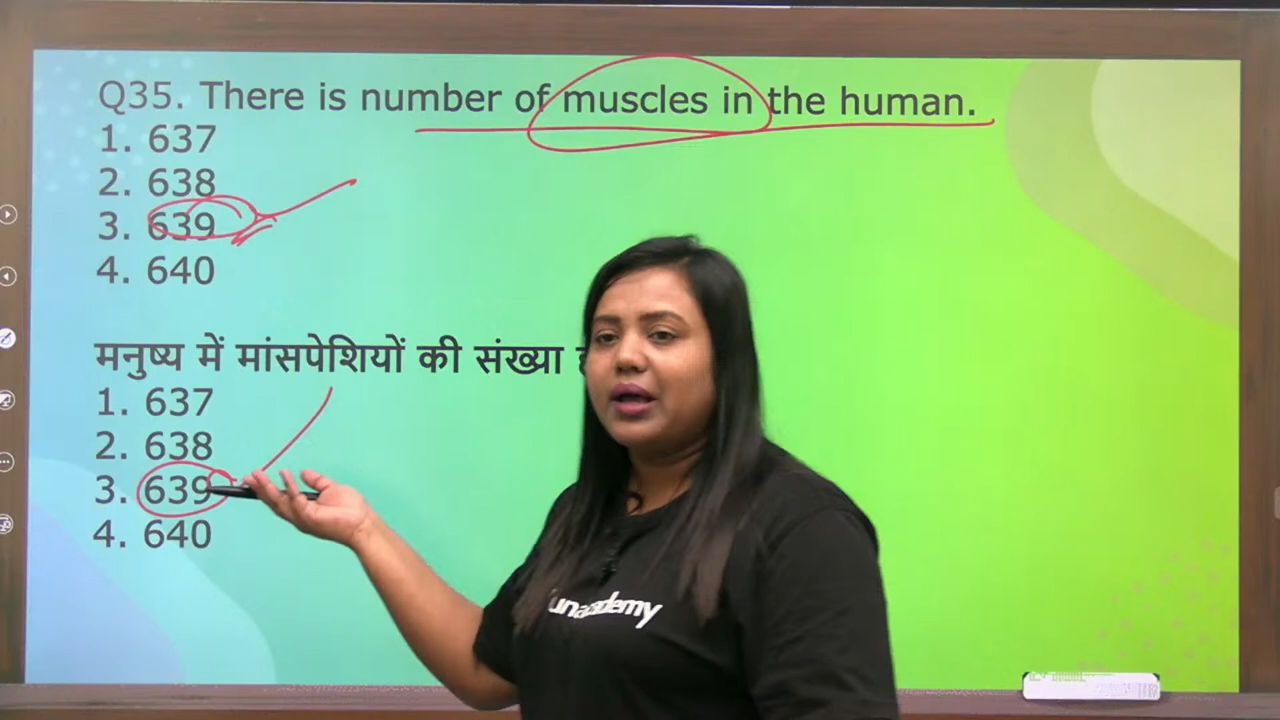 Q35. There is number of muscles in the human.
1. 637
2. 638
3. 639
4. 640
मनुष्य में मांसपेशियों की संख्या
1. 637
2. 638
3. 639
4. 640
unacademy